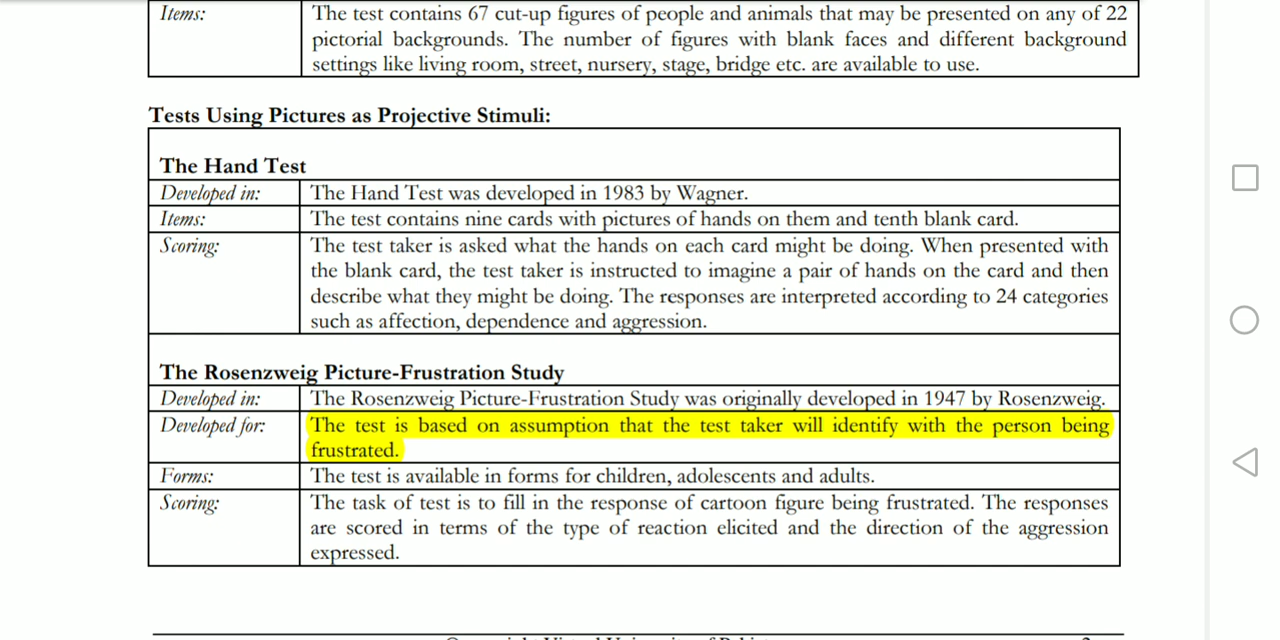 Items:
The test contains 67 cut-up figures of people and animals that may be presented on any of 22
pictorial backgrounds. The number of figures with blank faces and different background
settings like living room, street, nursery, stage, bridge etc. are available to use.
Tests Using Pictures as Projective Stimuli:
The Hand Test
Developed in:
The Hand Test was developed in 1983 by Wagner.
Items:
The test contains nine cards with pictures of hands on them and tenth blank card.
Scoring:
The test taker is asked what the hands on each card might be doing. When presented with
the blank card, the test taker is instructed to imagine a pair of hands on the card and then
describe what they might be doing. The responses are interpreted according to 24 categories
such as affection, dependence and aggression.
The Rosenzweig Picture-Frustration Study
Developed in:
The Rosenzweig Picture-Frustration Study was originally developed in 1947 by Rosenzweig.
Developed for:
The test is based on assumption that the test taker will identify with the person being
frustrated.
Forms:
The test is available in forms for children, adolescents and adults.
Scoring:
The task of test is to fill in the response of cartoon figure being frustrated. The responses
are scored in terms of the type of reaction elicited and the direction of the aggression
expressed.